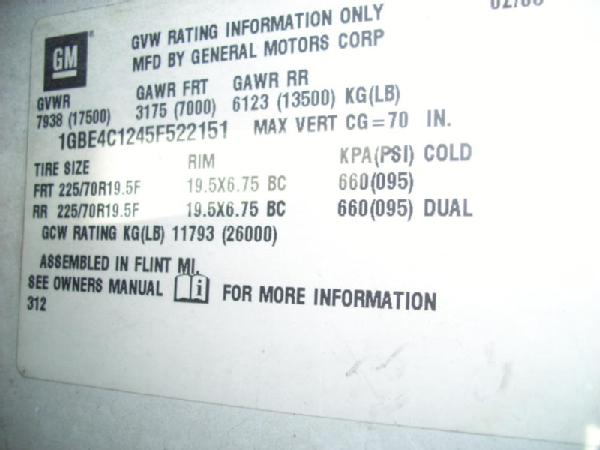 GM
GVW RATING INFORMATION ONLY
MFD BY GENERAL MOTORS CORP
GVWR GAWR FRT GAWR RR
7938 (17500) 3175 (7000) 6123 (13500) KG(LB)
1GBE4C1245F522151 MAX VERT CG=70 IN.
TIRE SIZE RIM KPA(PSI) COLD
FRT 225/70R19.5F 19.5X6.75 BC 660(095)
RR 225/70R19.5F 19.5X6.75 BC 660(095) DUAL
GCW RATING KG(LB) 11793 (26000)
ASSEMBLED IN FLINT MI.
SEE OWNERS MANUAL i FOR MORE INFORMATION
312